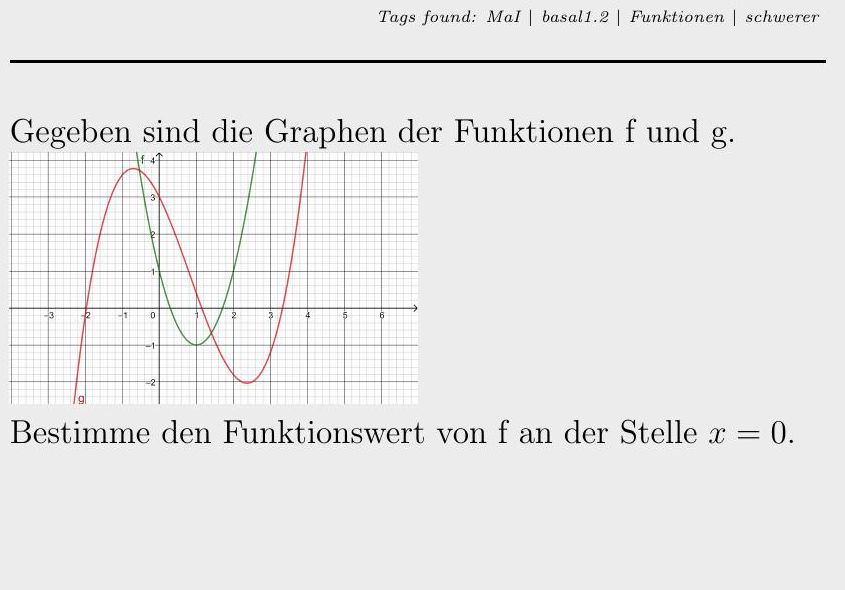 Tags found: MaI | basal1.2 | Funktionen | schwerer
Gegeben sind die Graphen der Funktionen f und g.
f 4
3
2
1
−3 −2 −1 0 1 2 3 4 5 6
−1
−2
g
Bestimme den Funktionswert von f an der Stelle x = 0.